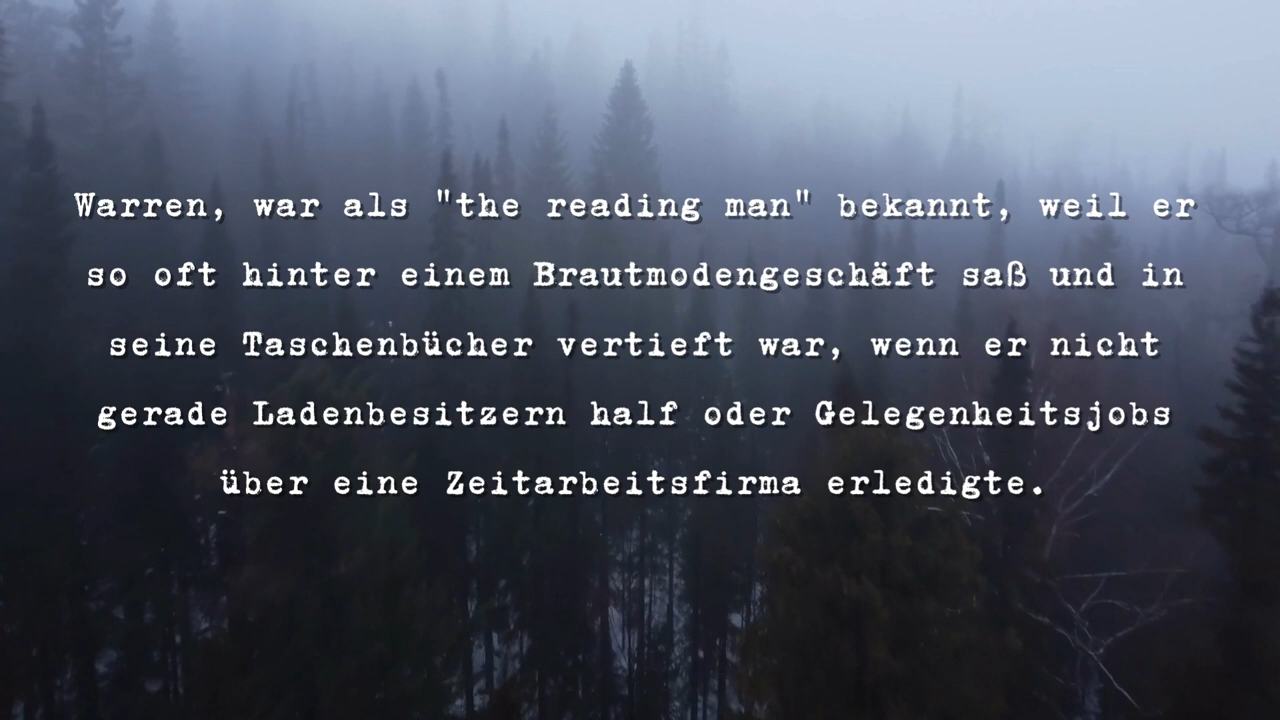 Warren, war als "the reading man" bekannt, weil er
so oft hinter einem Brautmodengeschäft saß und in
seine Taschenbücher vertieft war, wenn er nicht
gerade Ladenbesitzern half oder Gelegenheitsjobs
über eine Zeitarbeitsfirma erledigte.